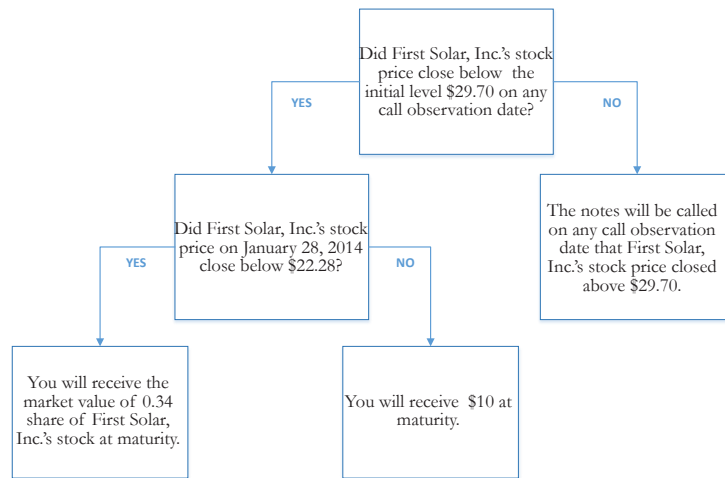 Did First Solar, Inc.'s stock
price close below the
initial level $29.70 on any
call observation date?
YES
NO
Did First Solar, Inc.'s stock
price on January 28, 2014
close below $22.28?
The notes will be called
on any call observation
date that First Solar,
Inc.'s stock price closed
above $29.70.
YES
NO
You will receive the
market value of 0.34
share of First Solar,
Inc.'s stock at maturity.
You will receive $10 at
maturity.